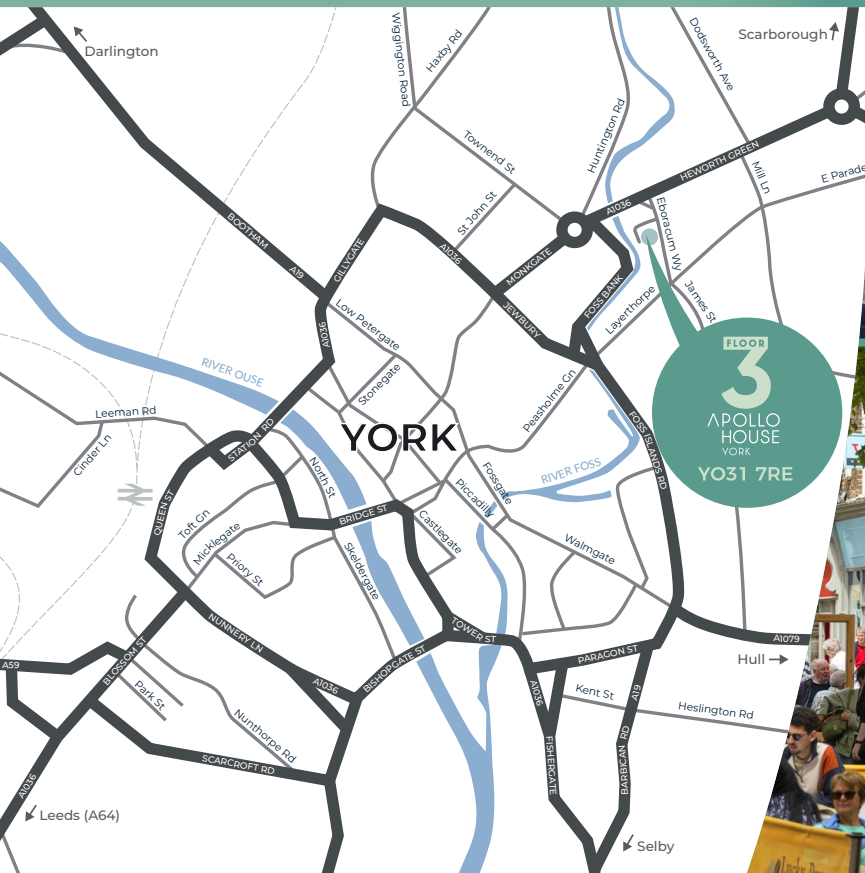 Darlington
Wiggington Road
Haxby Rd
Dodsworth Ave
Scarborough
Huntington Rd
Townend St
St John St
HEWORTH GREEN
Mill Ln
E Parade
A1036
Eboracum Wy
BOOTHAM
A19
GILLYGATE
A1036
MONKGATE
JEWBURY
FOSS BANK
Layerthorpe
James St
A1036
Low Petergate
Stonegate
RIVER OUSE
Peasholme Gn
FLOOR
3
APOLLO
HOUSE
YORK
YO31 7RE
Leeman Rd
Cinder Ln
STATION RD
YORK
FOSS ISLANDS RD
North St
Fossgate
RIVER FOSS
Piccadilly
QUEEN ST
Toft Gn
Micklegate
BRIDGE ST
Castlegate
Priory St
Skeldergate
Walmgate
NUNNERY LN
TOWER ST
A1079
Hull
BLOSSOM ST
BISHOPGATE ST
PARAGON ST
A59
A1036
Park St
A1036
Kent St
A19
Heslington Rd
Nunthorpe Rd
SCARCROFT RD
FISHERGATE
BARBICAN RD
A1036
Leeds (A64)
Selby